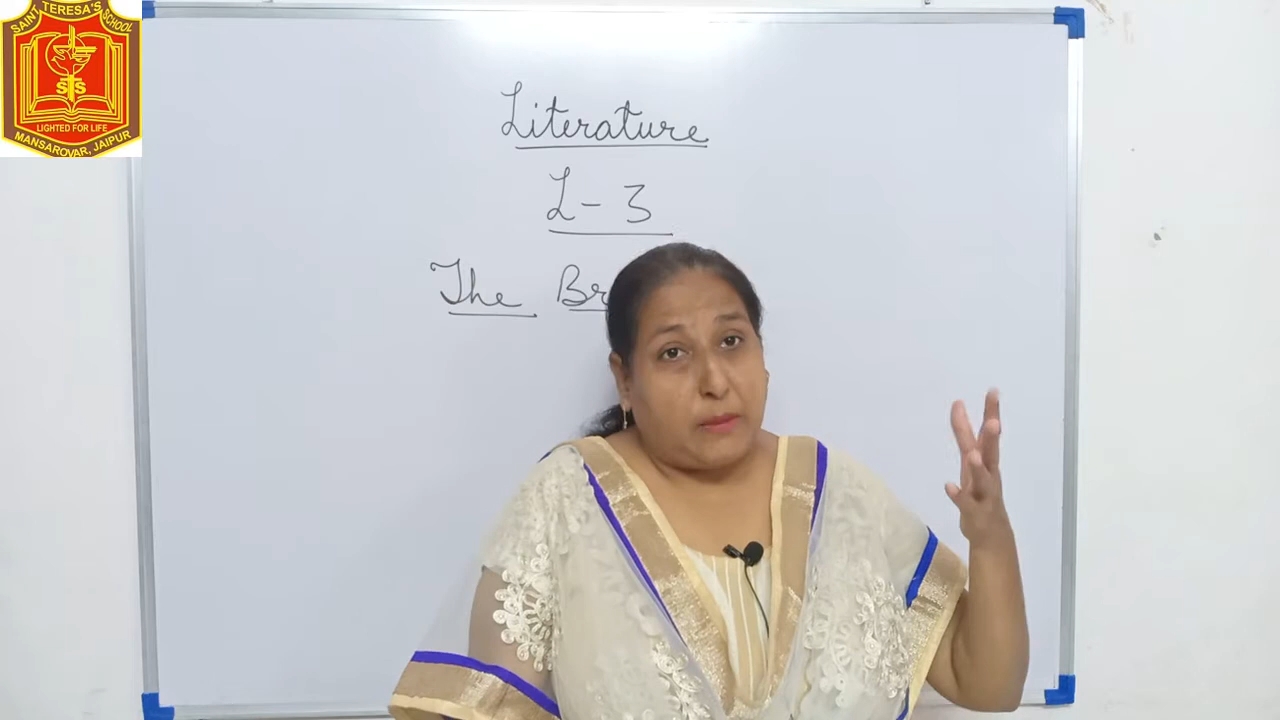 SAINT TERESA'S SCHOOL
STS
LIGHTED FOR LIFE
MANSAROVAR, JAIPUR
Literature
L- 3
The